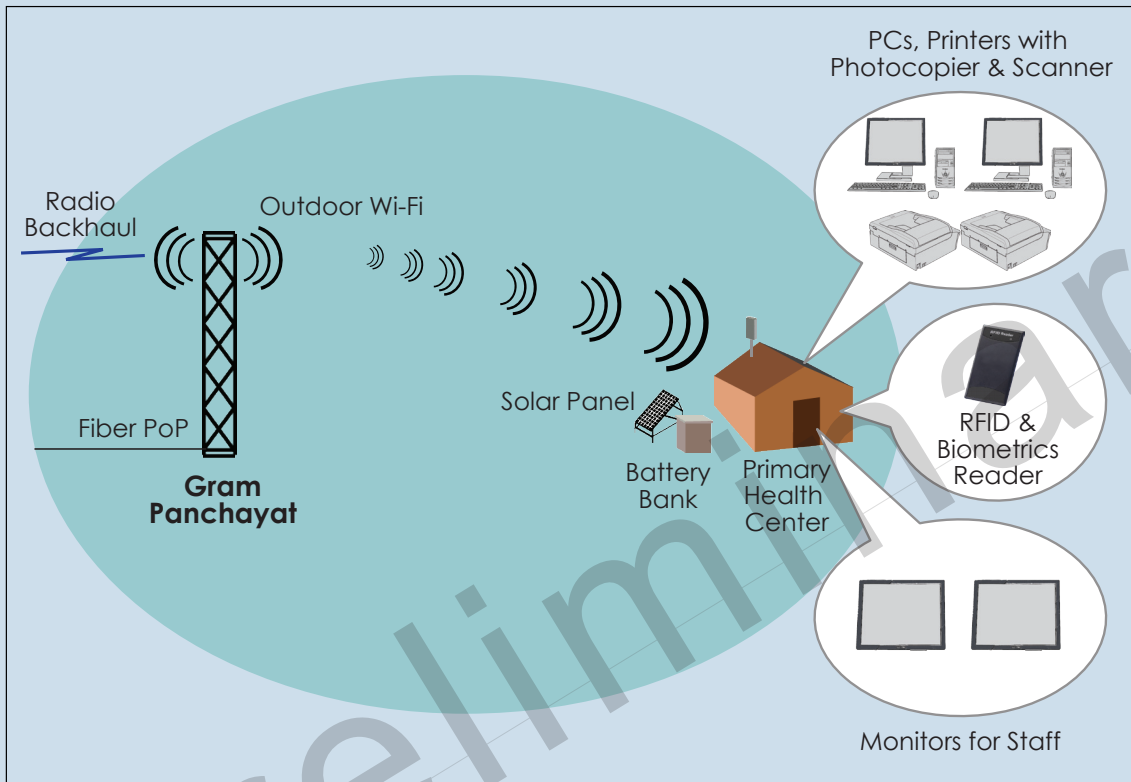 PCs, Printers with
Photocopier & Scanner
Radio
Backhaul
Outdoor Wi-Fi
Fiber PoP
Gram
Panchayat
Solar Panel
Battery
Bank
Primary
Health
Center
RFID &
Biometrics
Reader
Monitors for Staff